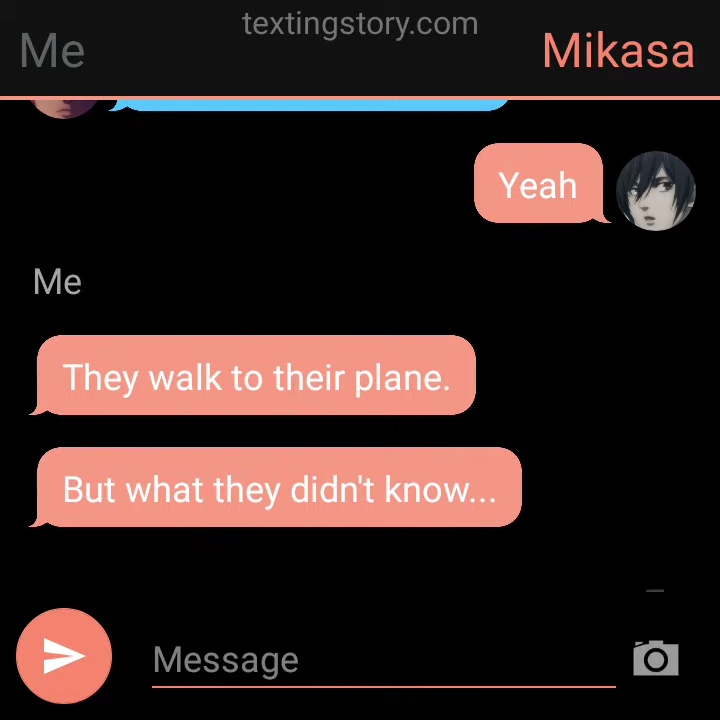 textingstory.com
Me
Mikasa
Yeah
Me
They walk to their plane.
But what they didn't know...
Message